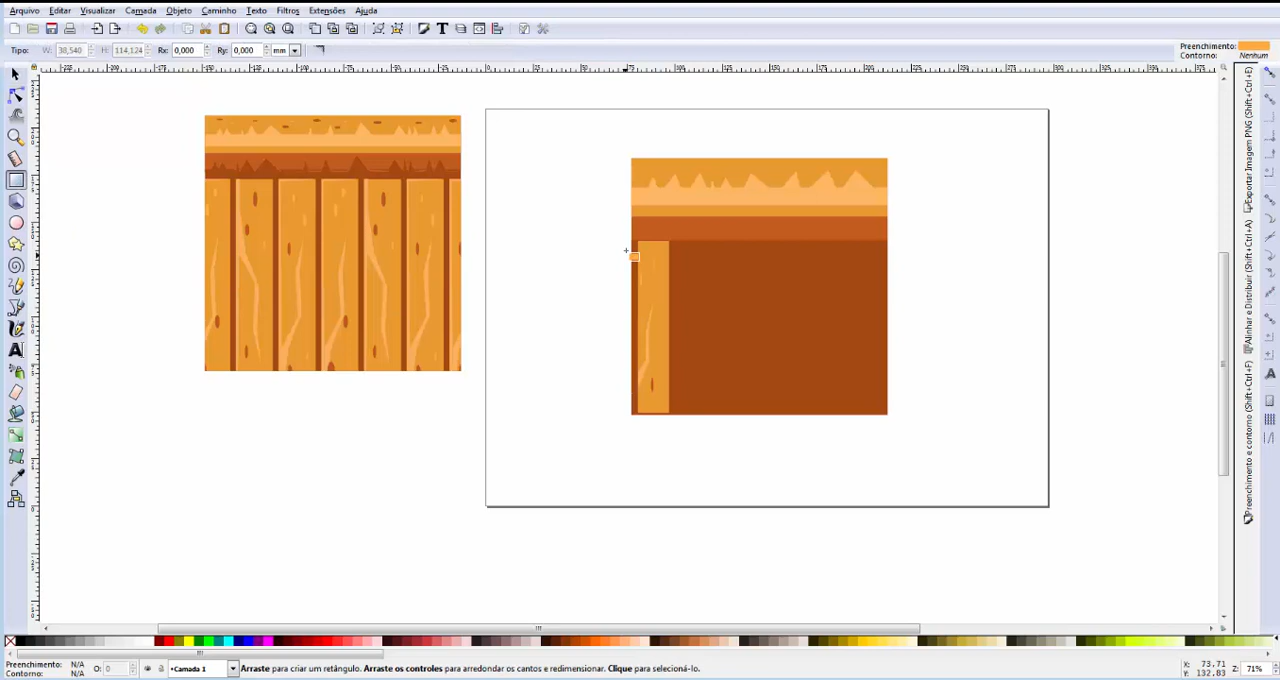 Arquivo Editar Visualizar Camada Objeto Caminho Texto Filtros Extensões Ajuda
Tipo: W: 38,540 H: 114,124 Rx: 0,000 Ry: 0,000 mm
Preenchimento:
Contorno: Nenhum
Exportar Imagem PNG (Shift+Ctrl+E)
Alinhar e Distribuir (Shift+Ctrl+A)
Preenchimento e contorno (Shift+Ctrl+F)
Preenchimento: N/A O: 0 •Camada 1 Arraste para criar um retângulo. Arraste os controles para arredondar os cantos e redimensionar. Clique para selecioná-lo.
Contorno: N/A
X: 73,71
Y: 132,83
Z: 71%